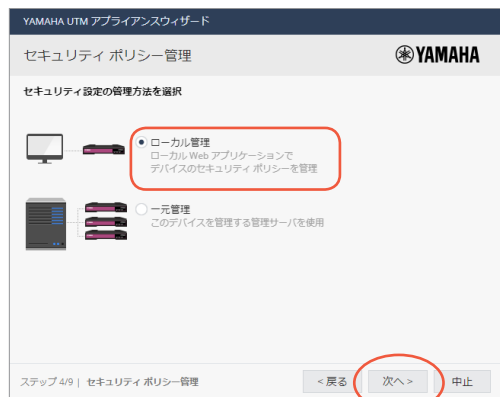 YAMAHA UTM アプライアンスウィザード
セキュリティ ポリシー管理
YAMAHA
セキュリティ設定の管理方法を選択
ローカル管理
ローカル Web アプリケーションで
デバイスのセキュリティ ポリシーを管理
一元管理
このデバイスを管理する管理サーバを使用
ステップ 4/9 | セキュリティ ポリシー管理
< 戻る
次へ >
中止